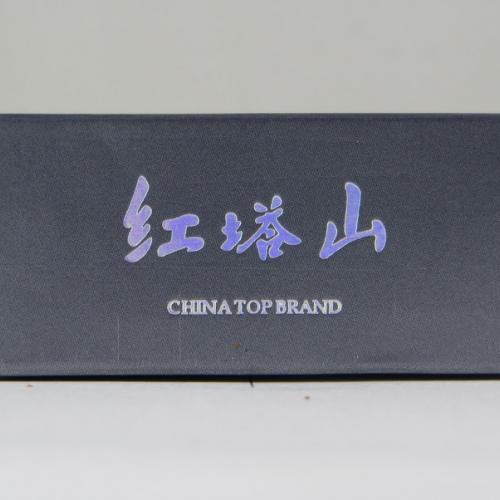 红塔山
CHINA TOP BRAND